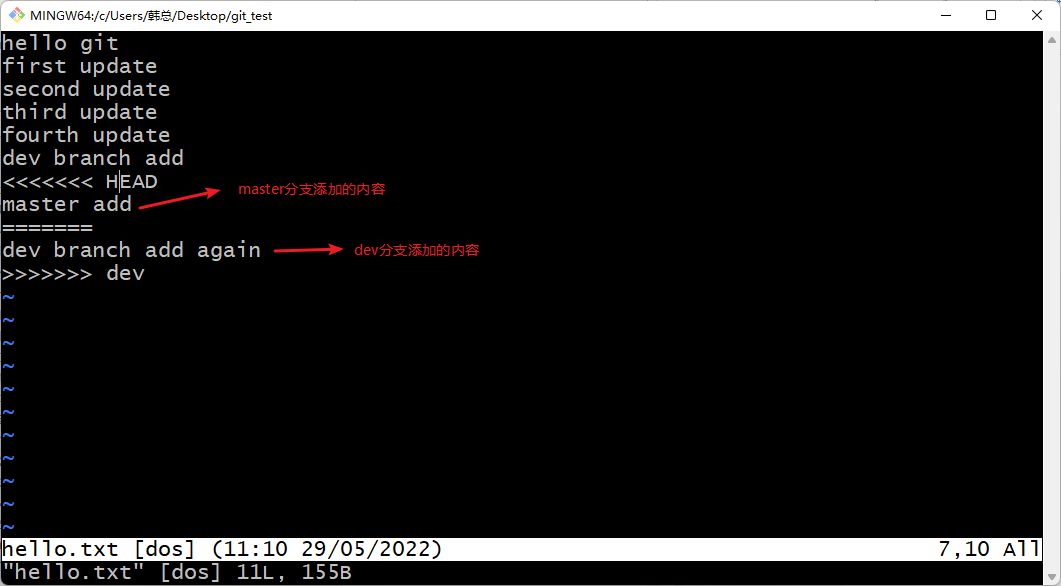 MINGW64:/c/Users/韩总/Desktop/git_test
hello git
first update
second update
third update
fourth update
dev branch add
<<<<<<< HEAD
master add
master分支添加的内容
=======
dev branch add again
dev分支添加的内容
>>>>>>> dev
~
~
~
~
~
~
~
~
~
~
~
hello.txt [dos] (11:10 29/05/2022) 7,10 All
"hello.txt" [dos] 11L, 155B